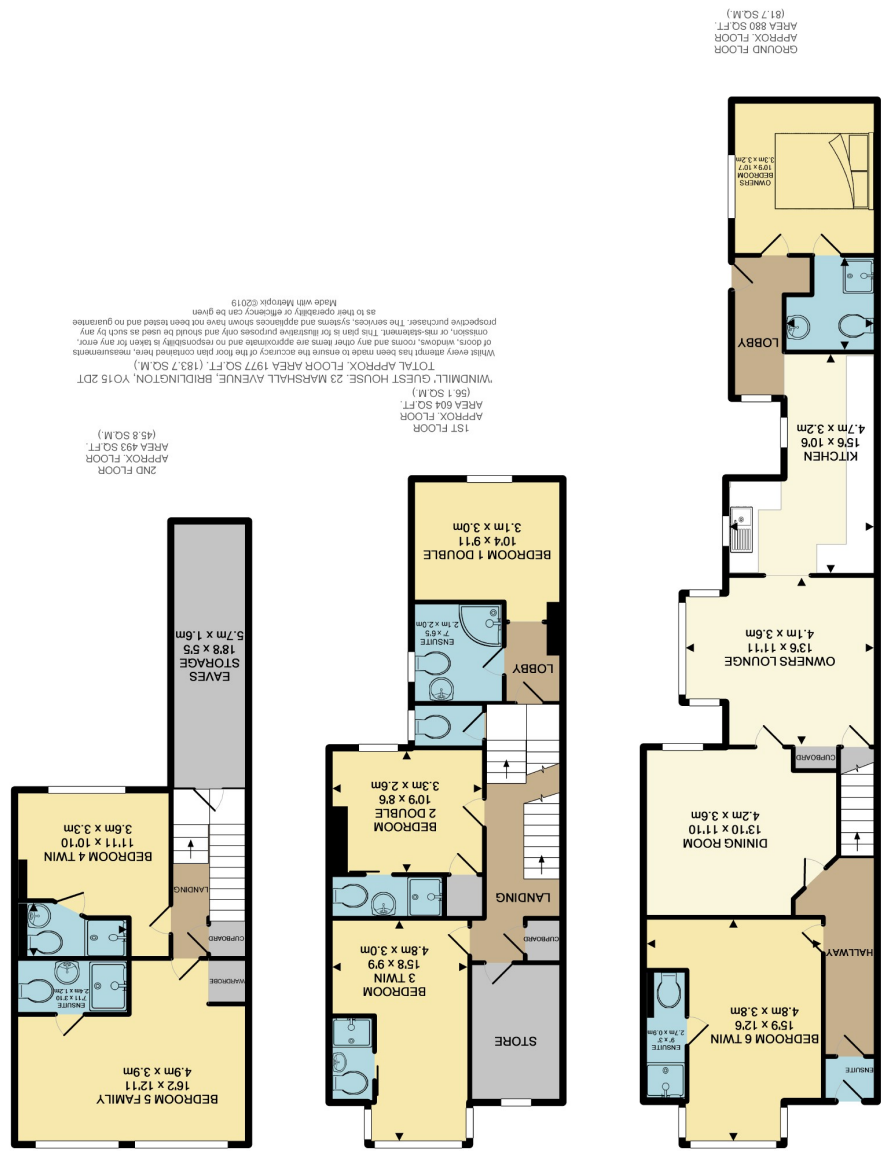 ENSUITE
BEDROOM 6 TWIN
15'9 x 12'6
4.8m x 3.8m
ENSUITE
9' x 3'
2.7m x 0.9m
HALLWAY
DINING ROOM
13'10 x 11'10
4.2m x 3.6m
CUPBOARD
OWNERS LOUNGE
13'6 x 11'11
4.1m x 3.6m
KITCHEN
15'6 x 10'6
4.7m x 3.2m
LOBBY
OWNERS
BEDROOM
10'9 x 10'7
3.3m x 3.2m
GROUND FLOOR
APPROX. FLOOR
AREA 880 SQ.FT.
(81.7 SQ.M.)
STORE
BEDROOM
3 TWIN
15'8 x 9'9
4.8m x 3.0m
CUPBOARD
LANDING
BEDROOM
2 DOUBLE
10'9 x 8'6
3.3m x 2.6m
LOBBY
ENSUITE
7' x 6'5
2.1m x 2.0m
BEDROOM 1 DOUBLE
10'4 x 9'11
3.1m x 3.0m
1ST FLOOR
APPROX. FLOOR
AREA 604 SQ.FT.
(56.1 SQ.M.)
BEDROOM 5 FAMILY
16'2 x 12'11
4.9m x 3.9m
ENSUITE
7'11 x 3'10
2.4m x 1.2m
WARDROBE
CUPBOARD
LANDING
BEDROOM 4 TWIN
11'11 x 10'10
3.6m x 3.3m
EAVES
STORAGE
18'8 x 5'5
5.7m x 1.6m
2ND FLOOR
APPROX. FLOOR
AREA 493 SQ.FT.
(45.8 SQ.M.)
'WINDMILL' GUEST HOUSE. 23 MARSHALL AVENUE, BRIDLINGTON, YO15 2DT
TOTAL APPROX. FLOOR AREA 1977 SQ.FT. (183.7 SQ.M.)
Whilst every attempt has been made to ensure the accuracy of the floor plan contained here, measurements
of doors, windows, rooms and any other items are approximate and no responsibility is taken for any error,
omission, or mis-statement. This plan is for illustrative purposes only and should be used as such by any
prospective purchaser. The services, systems and appliances shown have not been tested and no guarantee
as to their operability or efficiency can be given
Made with Metropix ©2019